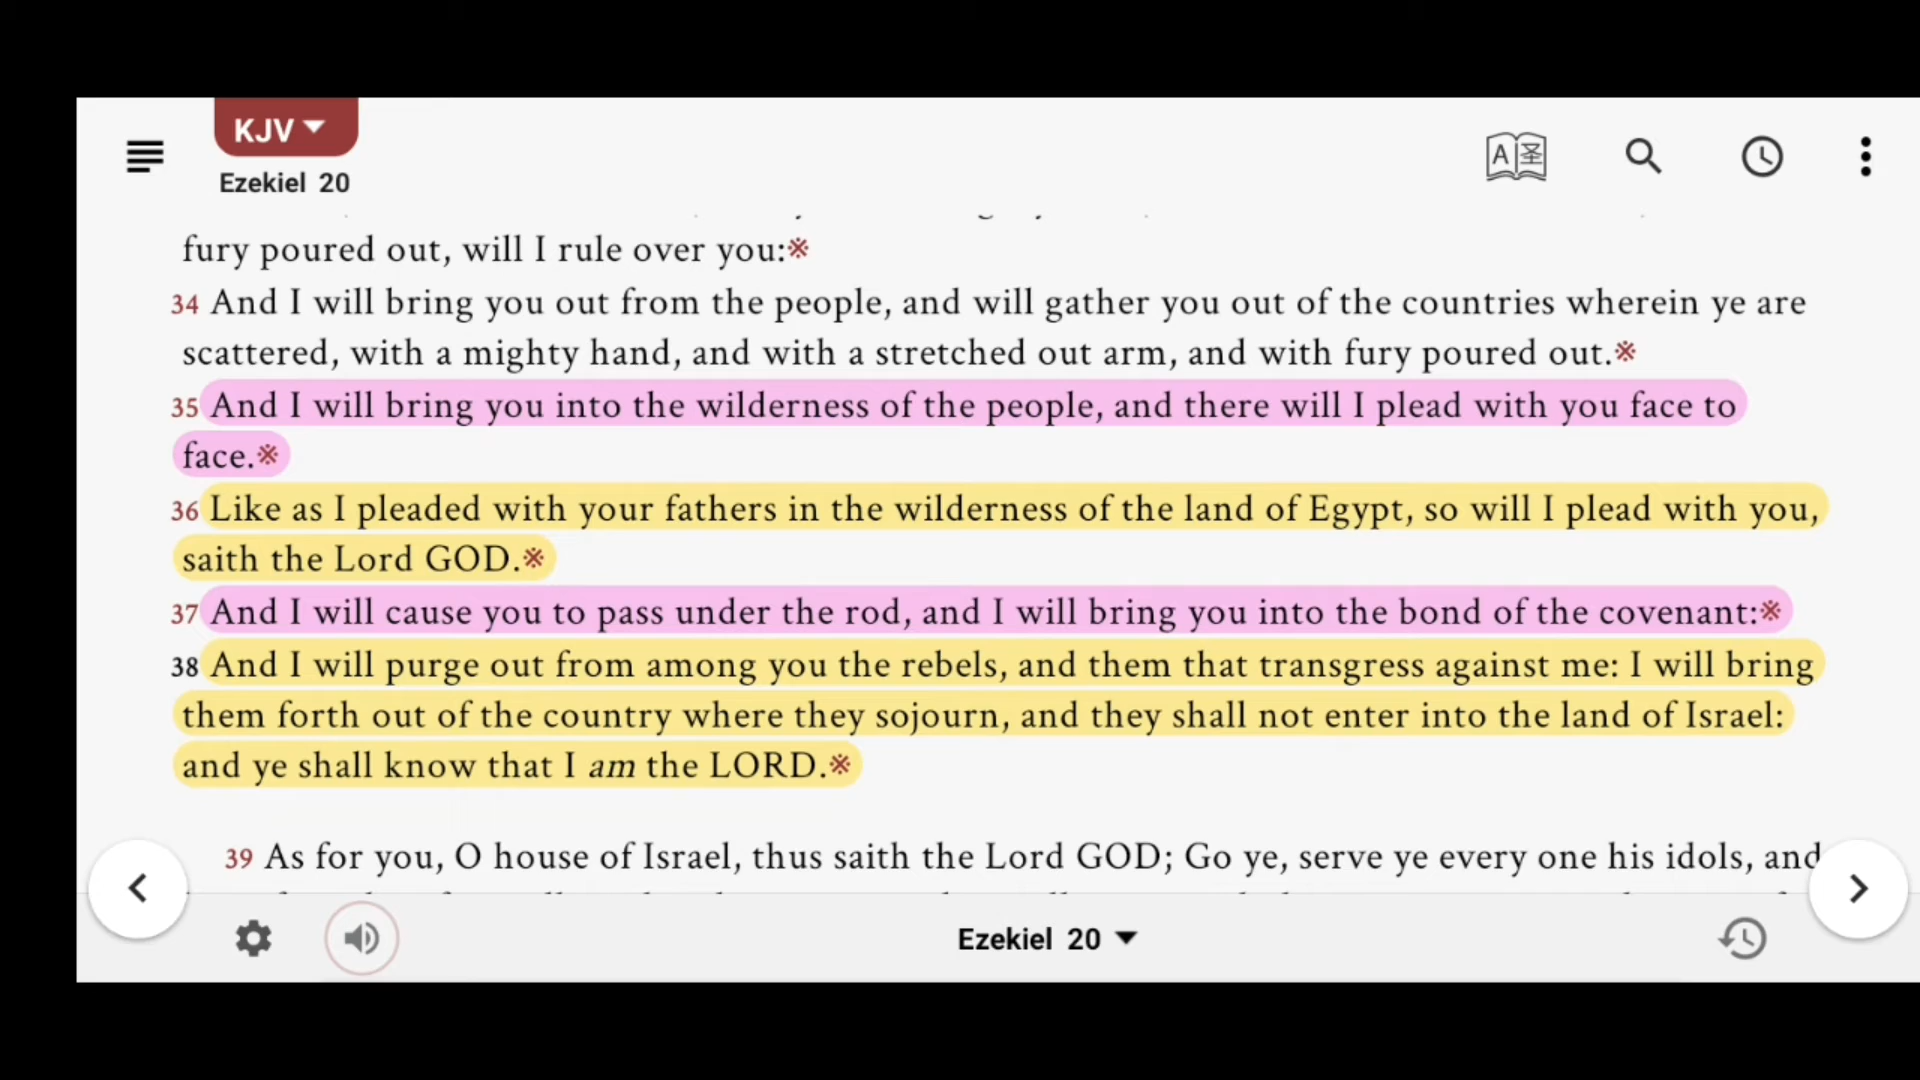 KJV
Ezekiel 20
fury poured out, will I rule over you:※
34 And I will bring you out from the people, and will gather you out of the countries wherein ye are
scattered, with a mighty hand, and with a stretched out arm, and with fury poured out.※
35 And I will bring you into the wilderness of the people, and there will I plead with you face to
face.※
36 Like as I pleaded with your fathers in the wilderness of the land of Egypt, so will I plead with you,
saith the Lord GOD.※
37 And I will cause you to pass under the rod, and I will bring you into the bond of the covenant:※
38 And I will purge out from among you the rebels, and them that transgress against me: I will bring
them forth out of the country where they sojourn, and they shall not enter into the land of Israel:
and ye shall know that I am the LORD.※
39 As for you, O house of Israel, thus saith the Lord GOD; Go ye, serve ye every one his idols, and
Ezekiel 20